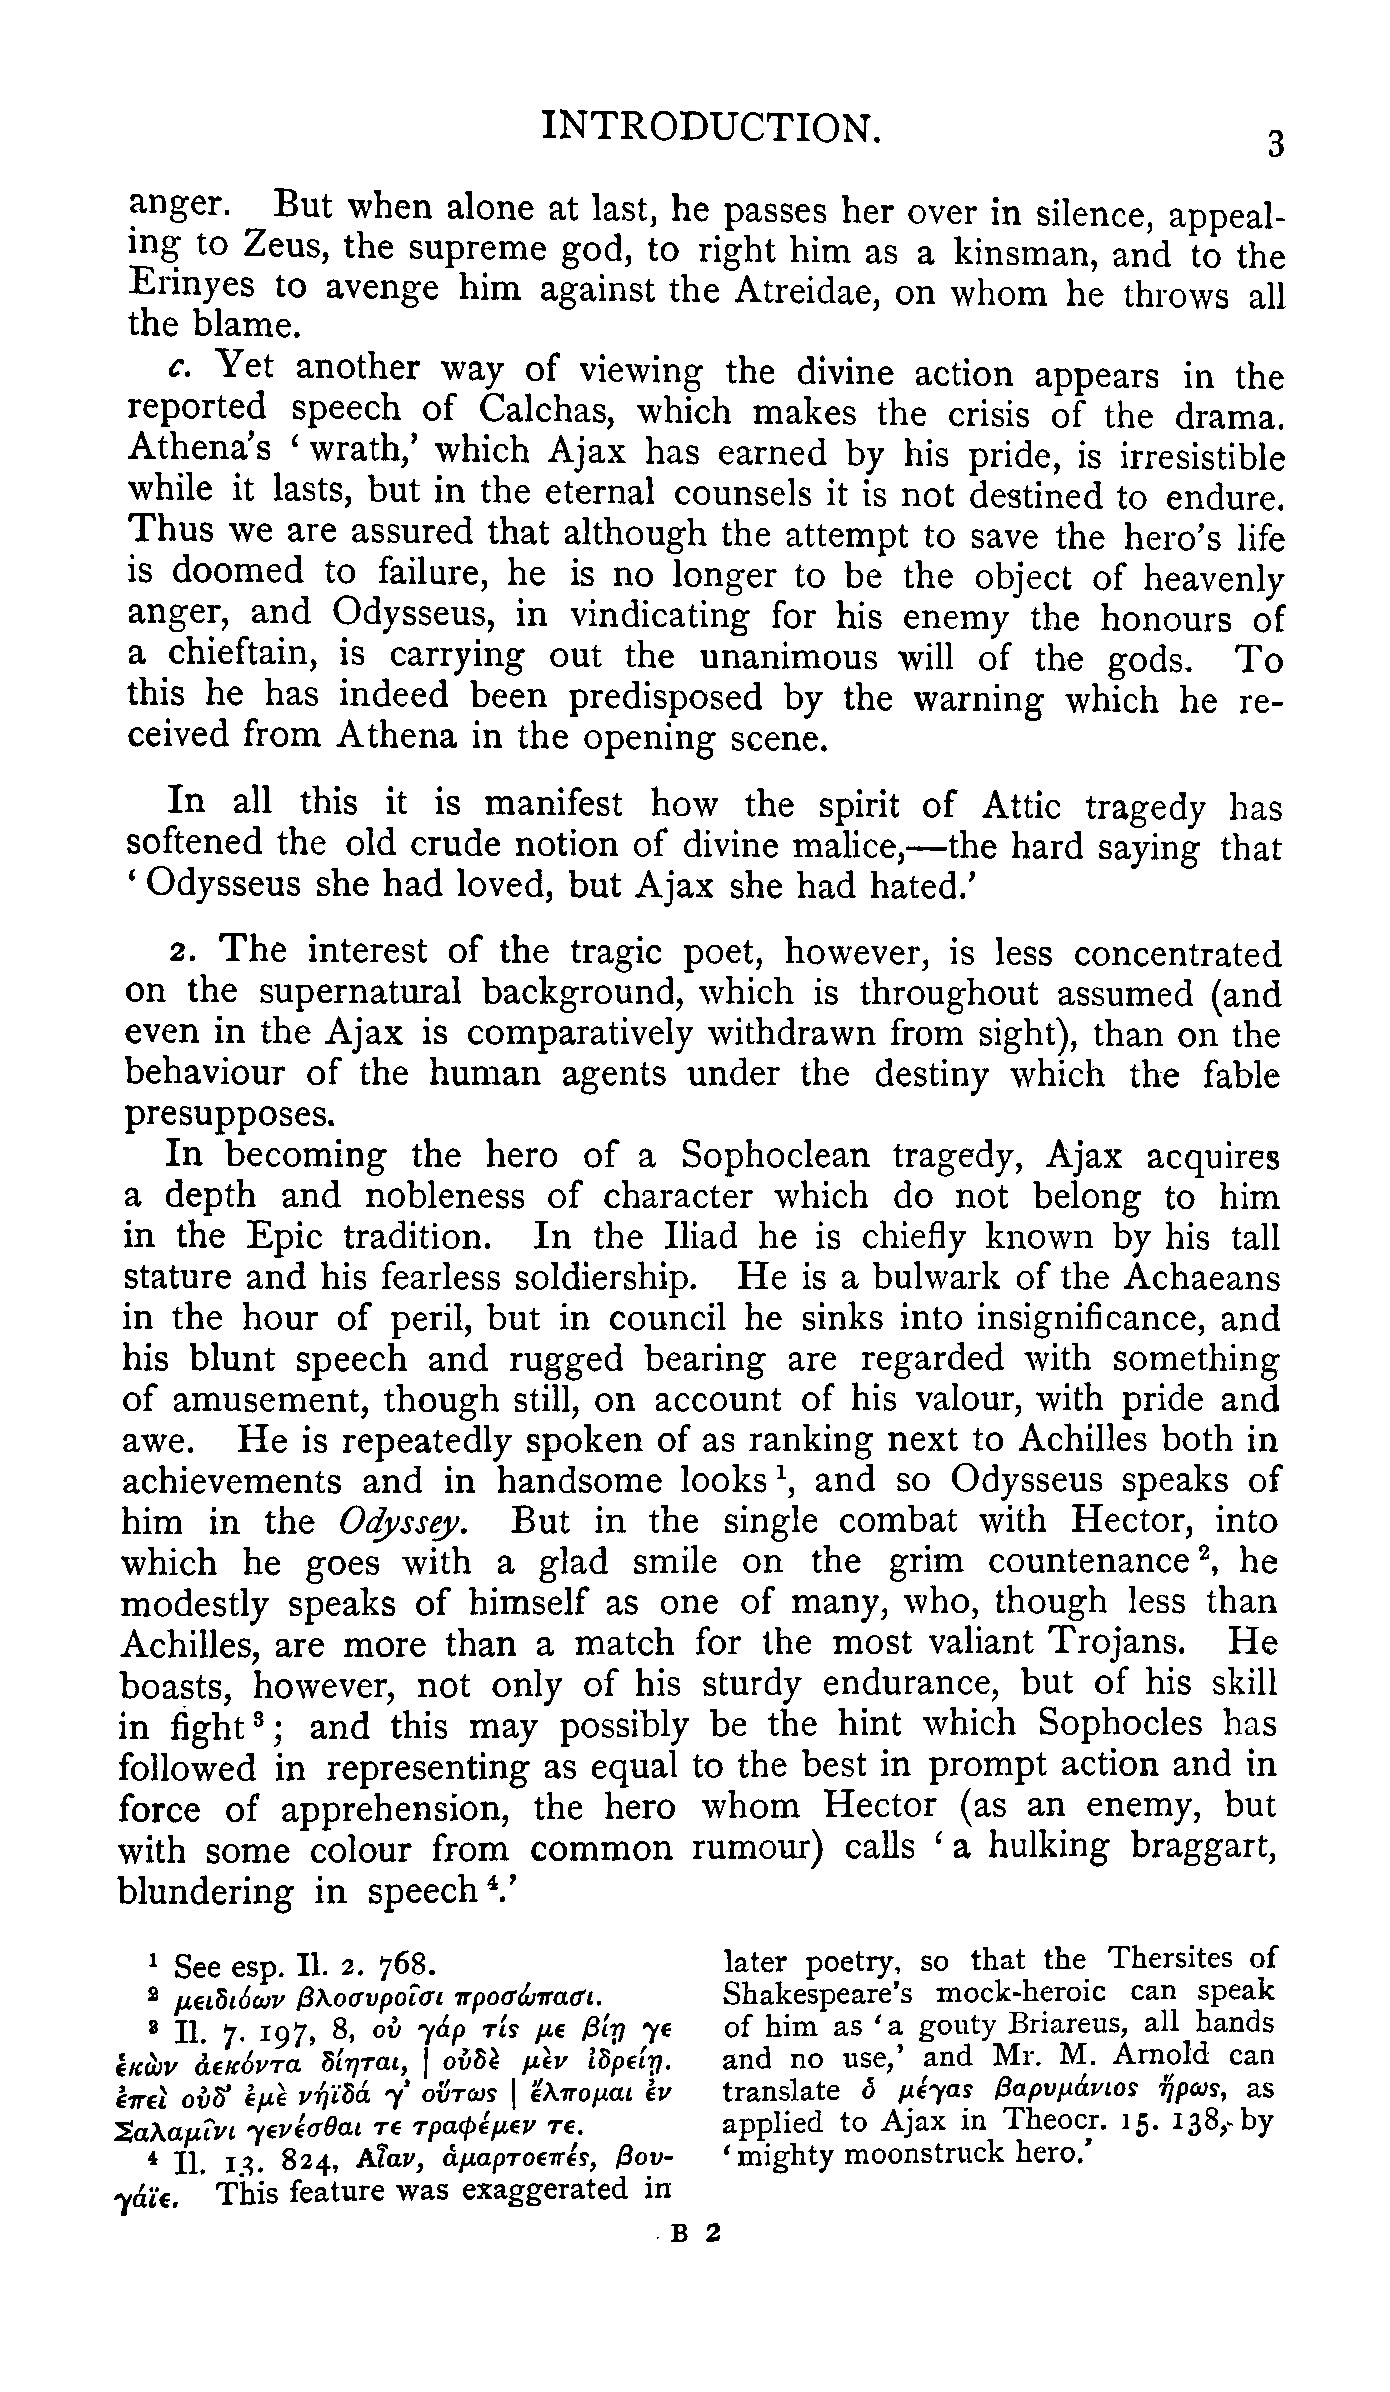 INTRODUCTION.
3
anger. But when alone at last, he passes her over in silence, appeal-
ing to Zeus, the supreme god, to right him as a kinsman, and to the
Erinyes to avenge him against the Atreidae, on whom he throws all
the blame.
c. Yet another way of viewing the divine action appears in the
reported speech of Calchas, which makes the crisis of the drama.
Athena's ‘ wrath,’ which Ajax has earned by his pride, is irresistible
while it lasts, but in the eternal counsels it is not destined to endure.
Thus we are assured that although the attempt to save the hero's life
is doomed to failure, he is no longer to be the object of heavenly
anger, and Odysseus, in vindicating for his enemy the honours of
a chieftain, is carrying out the unanimous will of the gods. To
this he has indeed been predisposed by the warning which he re-
ceived from Athena in the opening scene.
In all this it is manifest how the spirit of Attic tragedy has
softened the old crude notion of divine malice,—the hard saying that
‘ Odysseus she had loved, but Ajax she had hated.’
2. The interest of the tragic poet, however, is less concentrated
on the supernatural background, which is throughout assumed (and
even in the Ajax is comparatively withdrawn from sight), than on the
behaviour of the human agents under the destiny which the fable
presupposes.
In becoming the hero of a Sophoclean tragedy, Ajax acquires
a depth and nobleness of character which do not belong to him
in the Epic tradition. In the Iliad he is chiefly known by his tall
stature and his fearless soldiership. He is a bulwark of the Achaeans
in the hour of peril, but in council he sinks into insignificance, and
his blunt speech and rugged bearing are regarded with something
of amusement, though still, on account of his valour, with pride and
awe. He is repeatedly spoken of as ranking next to Achilles both in
achievements and in handsome looks ¹, and so Odysseus speaks of
him in the Odyssey. But in the single combat with Hector, into
which he goes with a glad smile on the grim countenance ², he
modestly speaks of himself as one of many, who, though less than
Achilles, are more than a match for the most valiant Trojans. He
boasts, however, not only of his sturdy endurance, but of his skill
in fight ³ ; and this may possibly be the hint which Sophocles has
followed in representing as equal to the best in prompt action and in
force of apprehension, the hero whom Hector (as an enemy, but
with some colour from common rumour) calls ‘ a hulking braggart,
blundering in speech ⁴.’
¹ See esp. Il. 2. 768.
² μειδιόων βλοσυροῖσι προσώπασι.
³ Il. 7. 197, 8, οὐ γάρ τίς με βίῃ γε
ἑκὼν ἀεκόντα δίηται, | οὐδὲ μὲν ἰδρείῃ.
ἐπεὶ οὐδ' ἐμὲ νήϊδά γ' οὕτως | ἔλπομαι ἐν
Σαλαμῖνι γενέσθαι τε τραφέμεν τε.
⁴ Il. 13. 824, Αἶαν, ἁμαρτοεπές, βου-
γάϊε. This feature was exaggerated in
later poetry, so that the Thersites of
Shakespeare's mock-heroic can speak
of him as ‘ a gouty Briareus, all hands
and no use,’ and Mr. M. Arnold can
translate ὁ μέγας βαρυμάνιος ἥρως, as
applied to Ajax in Theocr. 15. 138, by
‘ mighty moonstruck hero.’
B 2